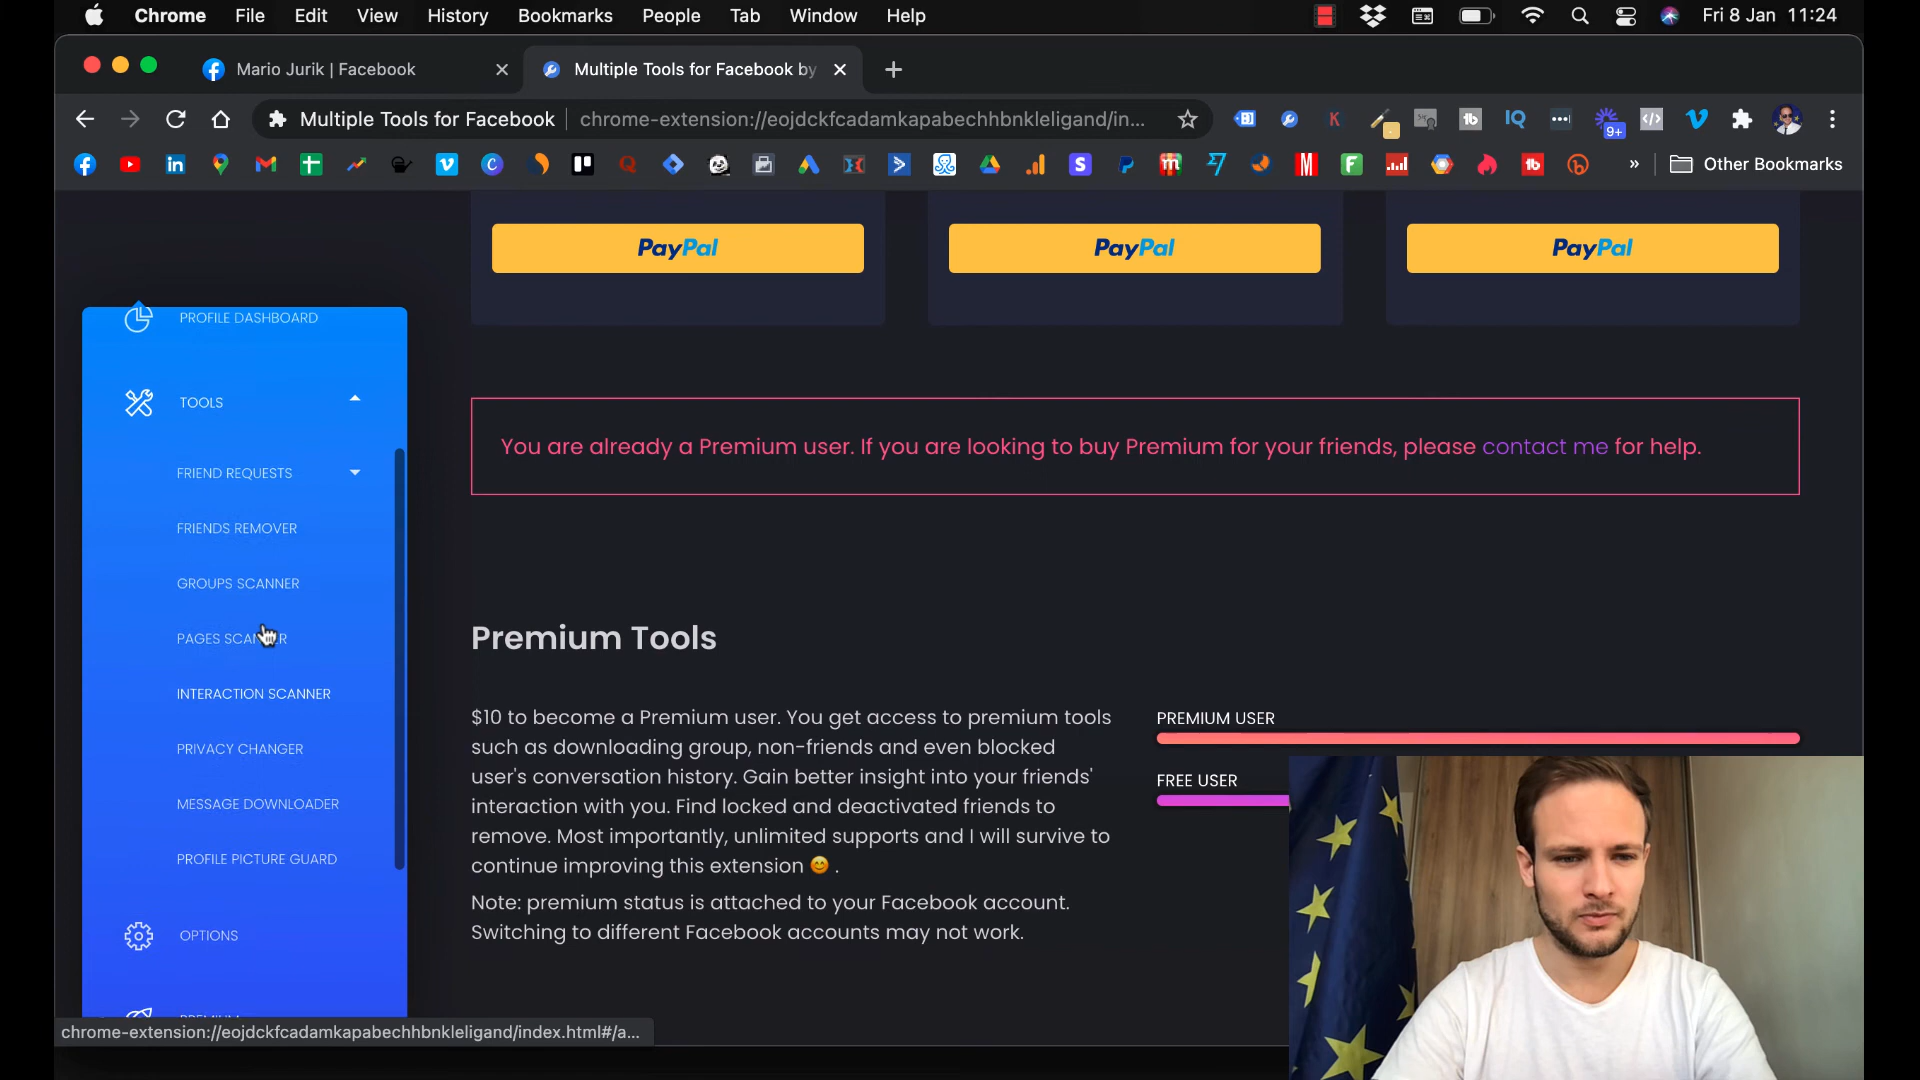 Chrome File Edit View History Bookmarks People Tab Window Help Fri 8 Jan 11:24
Mario Jurik | Facebook
Multiple Tools for Facebook by
Multiple Tools for Facebook chrome-extension://eojdckfcadamkapabechhbnkleligand/in...
9+
Other Bookmarks
PayPal PayPal PayPal
PROFILE DASHBOARD
TOOLS
FRIEND REQUESTS
FRIENDS REMOVER
GROUPS SCANNER
PAGES
INTERACTION SCANNER
PRIVACY CHANGER
MESSAGE DOWNLOADER
PROFILE PICTURE GUARD
OPTIONS
You are already a Premium user. If you are looking to buy Premium for your friends, please contact me for help.
Premium Tools
$10 to become a Premium user. You get access to premium tools
such as downloading group, non-friends and even blocked
user's conversation history. Gain better insight into your friends'
interaction with you. Find locked and deactivated friends to
remove. Most importantly, unlimited supports and I will survive to
continue improving this extension 😊 .
Note: premium status is attached to your Facebook account.
Switching to different Facebook accounts may not work.
PREMIUM USER
FREE USER
chrome-extension://eojdckfcadamkapabechhbnkleligand/index.html#/a...